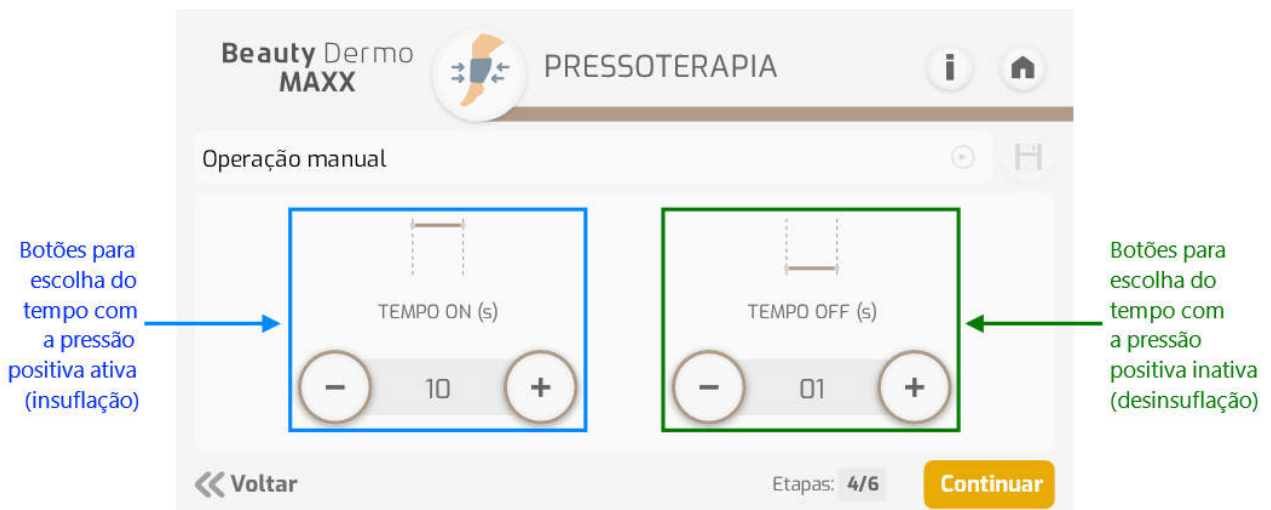 Beauty Dermo
MAXX
PRESSOTERAPIA
i
Operação manual
Botões para
escolha do
tempo com
a pressão
positiva ativa
(insuflação)
TEMPO ON (s)
− 10 +
TEMPO OFF (s)
− 01 +
Botões para
escolha do
tempo com
a pressão
positiva inativa
(desinsuflação)
Voltar
Etapas: 4/6
Continuar